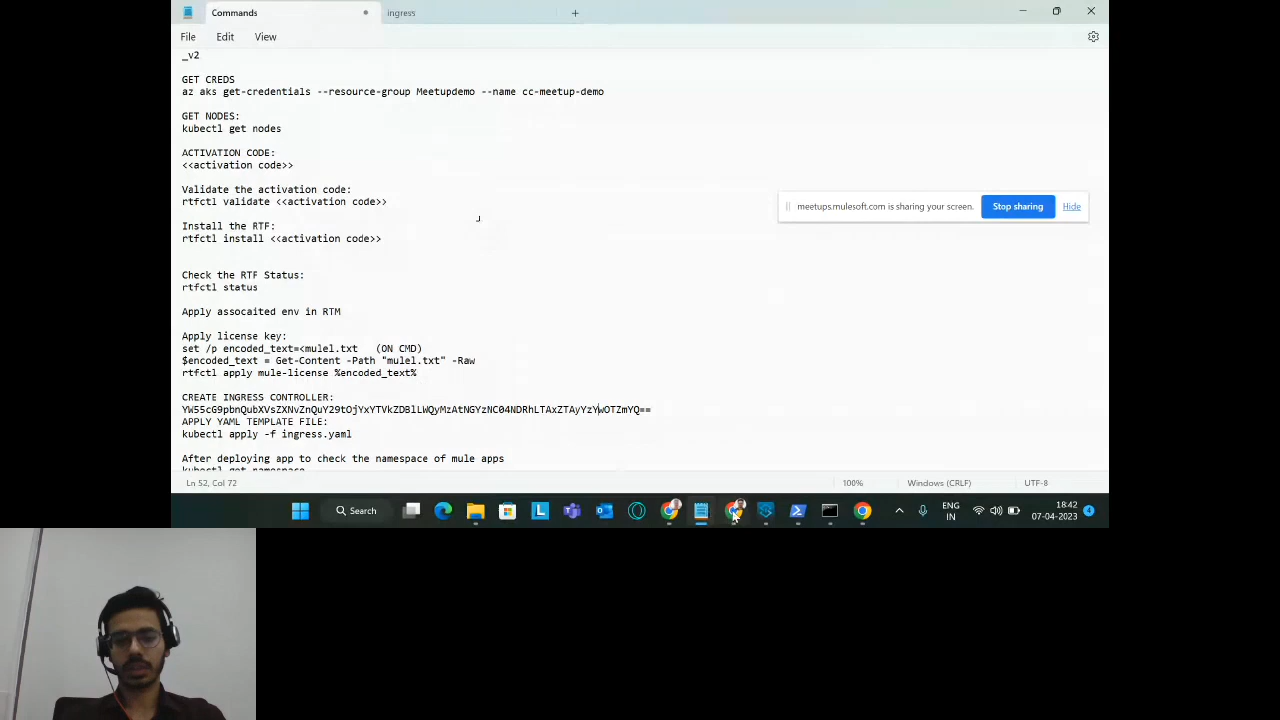 Commands
ingress
File Edit View
_v2
GET CREDS
az aks get-credentials --resource-group Meetupdemo --name cc-meetup-demo
GET NODES:
kubectl get nodes
ACTIVATION CODE:
<<activation code>>
Validate the activation code:
rtfctl validate <<activation code>>
meetups.mulesoft.com is sharing your screen. Stop sharing Hide
Install the RTF:
rtfctl install <<activation code>>
Check the RTF Status:
rtfctl status
Apply assocaited env in RTM
Apply license key:
set /p encoded_text=<mulel.txt (ON CMD)
$encoded_text = Get-Content -Path "mulel.txt" -Raw
rtfctl apply mule-license %encoded_text%
CREATE INGRESS CONTROLLER:
APPLY YAML TEMPLATE FILE:
kubectl apply -f ingress.yaml
After deploying app to check the namespace of mule apps
kubectl get namespace
Ln 52, Col 72 100% Windows (CRLF) UTF-8
Search
ENG
IN
18:42
07-04-2023
4